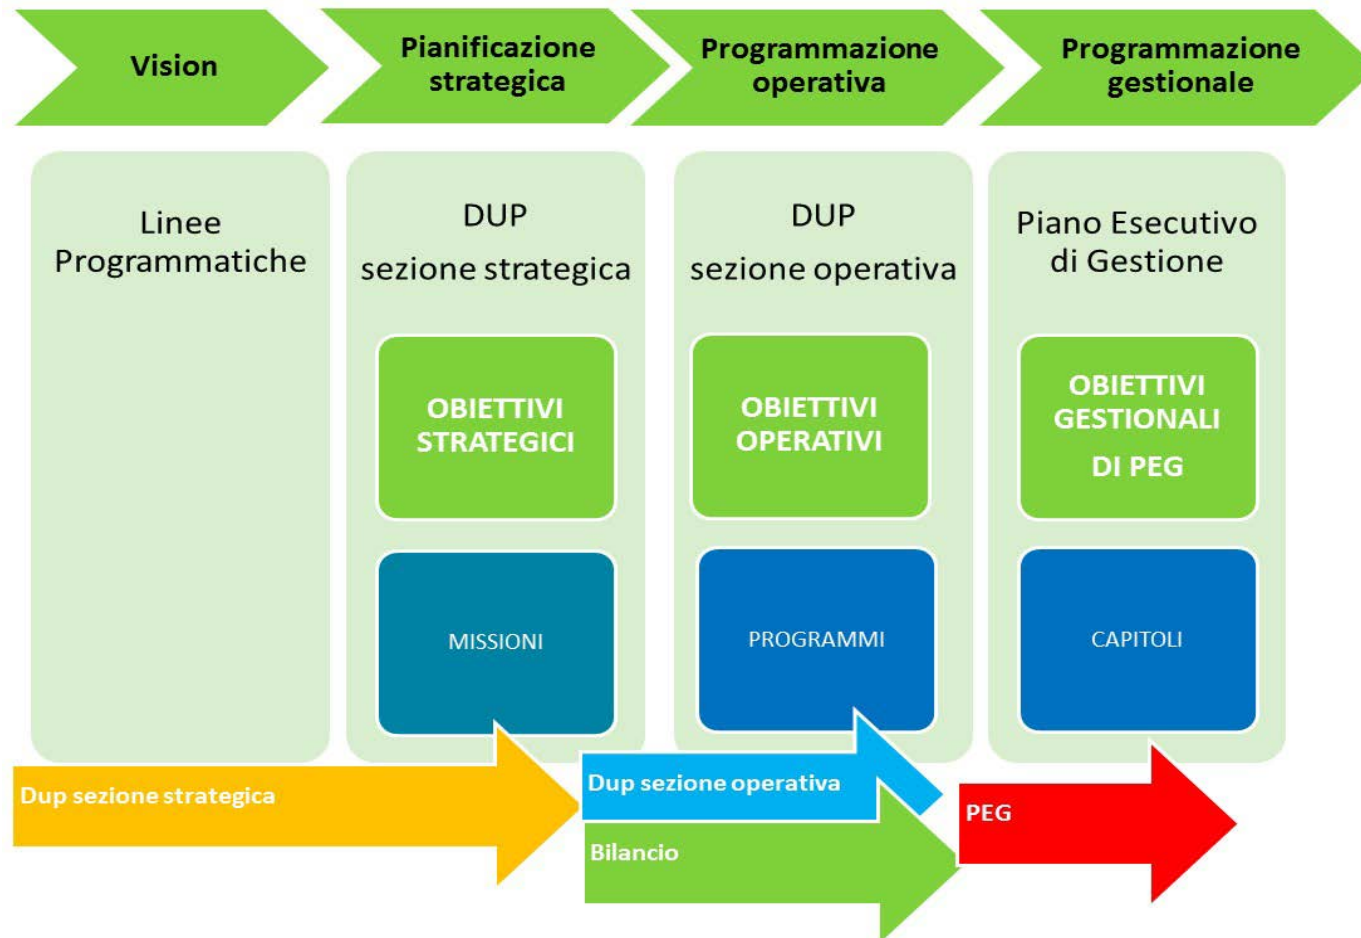 Vision
Pianificazione
strategica
Programmazione
operativa
Programmazione
gestionale
Linee
Programmatiche
DUP
sezione strategica
DUP
sezione operativa
Piano Esecutivo
di Gestione
OBIETTIVI
STRATEGICI
OBIETTIVI
OPERATIVI
OBIETTIVI
GESTIONALI
DI PEG
MISSIONI
PROGRAMMI
CAPITOLI
Dup sezione strategica
Dup sezione operativa
Bilancio
PEG